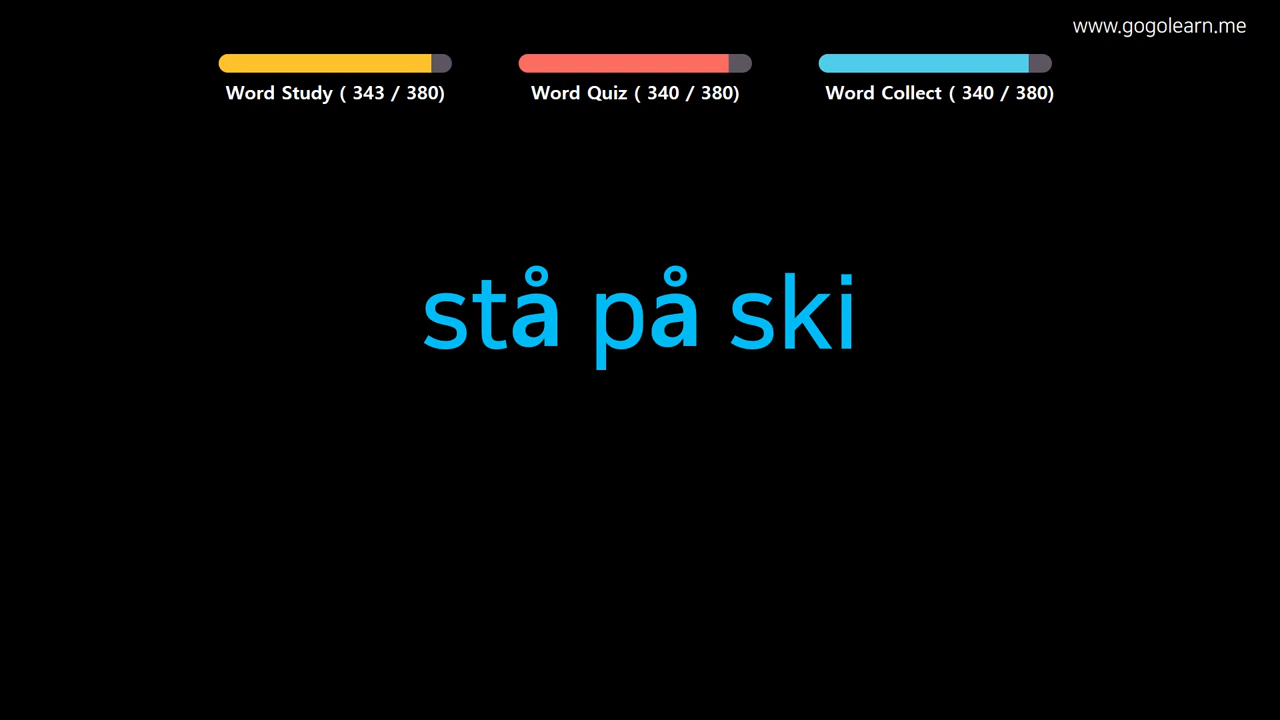 www.gogolearn.me
Word Study ( 343 / 380)
Word Quiz ( 340 / 380)
Word Collect ( 340 / 380)
stå på ski